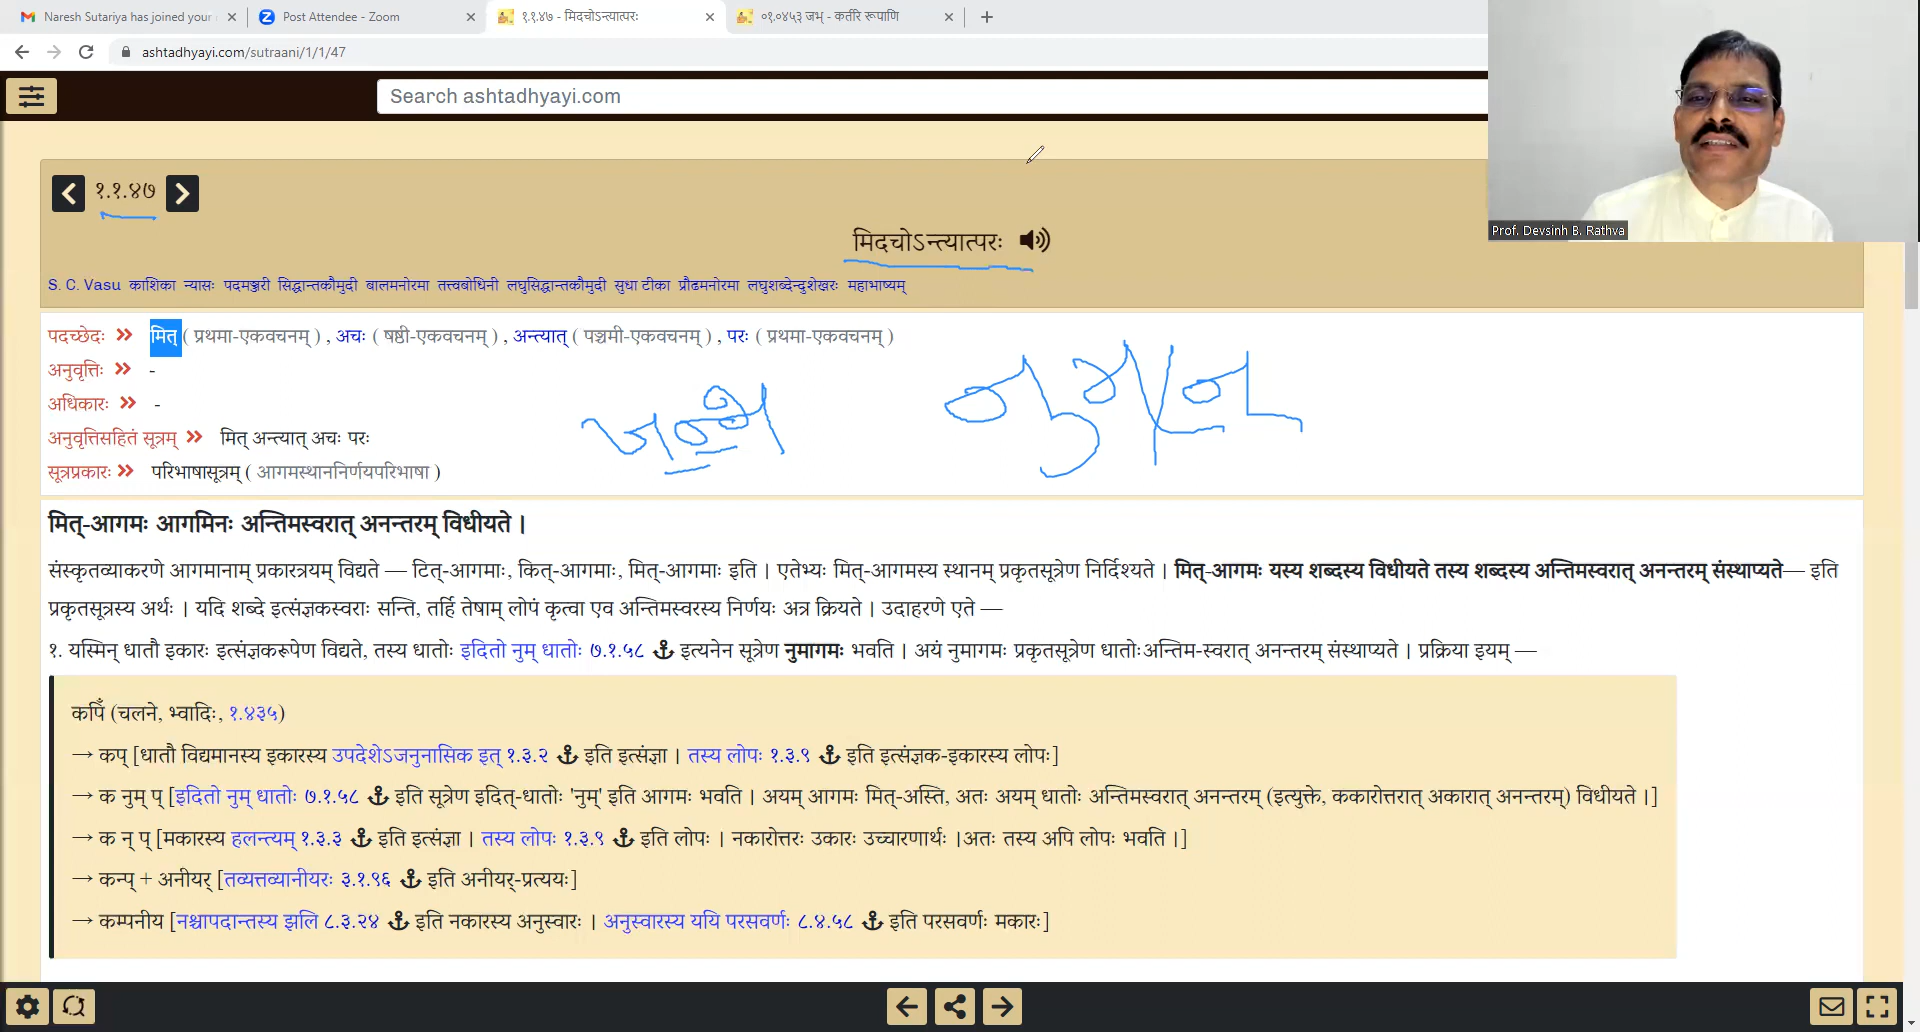 Naresh Sutariya has joined your
Post Attendee - Zoom
१.१.४७ - मिदचोऽन्त्यात्परः
०१.०४५३ जभ् - कर्तरि रूपाणि
ashtadhyayi.com/sutraani/1/1/47
Search ashtadhyayi.com
Prof. Devsinh B. Rathva
१.१.४७
मिदचोऽन्त्यात्परः
S. C. Vasu काशिका न्यासः पदमञ्जरी सिद्धान्तकौमुदी बालमनोरमा तत्त्वबोधिनी लघुसिद्धान्तकौमुदी सुधा टीका प्रौढमनोरमा लघुशब्देन्दुशेखरः महाभाष्यम्
पदच्छेदः मित् ( प्रथमा-एकवचनम् ) , अचः ( षष्ठी-एकवचनम् ) , अन्त्यात् ( पञ्चमी-एकवचनम् ) , परः ( प्रथमा-एकवचनम् )
अनुवृत्तिः -
अधिकारः -
अनुवृत्तिसहितं सूत्रम् मित् अन्त्यात् अचः परः
सूत्रप्रकारः परिभाषासूत्रम् ( आगमस्थाननिर्णयपरिभाषा )
मित्-आगमः आगमिनः अन्तिमस्वरात् अनन्तरम् विधीयते ।
संस्कृतव्याकरणे आगमानाम् प्रकारत्रयम् विद्यते — टित्-आगमाः, कित्-आगमाः, मित्-आगमाः इति । एतेभ्यः मित्-आगमस्य स्थानम् प्रकृतसूत्रेण निर्दिश्यते । मित्-आगमः यस्य शब्दस्य विधीयते तस्य शब्दस्य अन्तिमस्वरात् अनन्तरम् संस्थाप्यते— इति
प्रकृतसूत्रस्य अर्थः । यदि शब्दे इत्संज्ञकस्वराः सन्ति, तर्हि तेषाम् लोपं कृत्वा एव अन्तिमस्वरस्य निर्णयः अत्र क्रियते । उदाहरणे एते —
१. यस्मिन् धातौ इकारः इत्संज्ञकरूपेण विद्यते, तस्य धातोः इदितो नुम् धातोः ७.१.५८ इत्यनेन सूत्रेण नुमागमः भवति । अयं नुमागमः प्रकृतसूत्रेण धातोःअन्तिम-स्वरात् अनन्तरम् संस्थाप्यते । प्रक्रिया इयम् —
कपिँ (चलने, भ्वादिः, १.४३५)
→ कप् [धातौ विद्यमानस्य इकारस्य उपदेशेऽजनुनासिक इत् १.३.२ इति इत्संज्ञा । तस्य लोपः १.३.९ इति इत्संज्ञक-इकारस्य लोपः]
→ क नुम् प् [इदितो नुम् धातोः ७.१.५८ इति सूत्रेण इदित्-धातोः 'नुम्' इति आगमः भवति । अयम् आगमः मित्-अस्ति, अतः अयम् धातोः अन्तिमस्वरात् अनन्तरम् (इत्युक्ते, ककारोत्तरात् अकारात् अनन्तरम्) विधीयते ।]
→ क न् प् [मकारस्य हलन्त्यम् १.३.३ इति इत्संज्ञा । तस्य लोपः १.३.९ इति लोपः । नकारोत्तरः उकारः उच्चारणार्थः ।अतः तस्य अपि लोपः भवति ।]
→ कन्प् + अनीयर् [तव्यत्तव्यानीयरः ३.१.९६ इति अनीयर्-प्रत्ययः]
→ कम्पनीय [नश्चापदान्तस्य झलि ८.३.२४ इति नकारस्य अनुस्वारः । अनुस्वारस्य ययि परसवर्णः ८.४.५८ इति परसवर्णः मकारः]